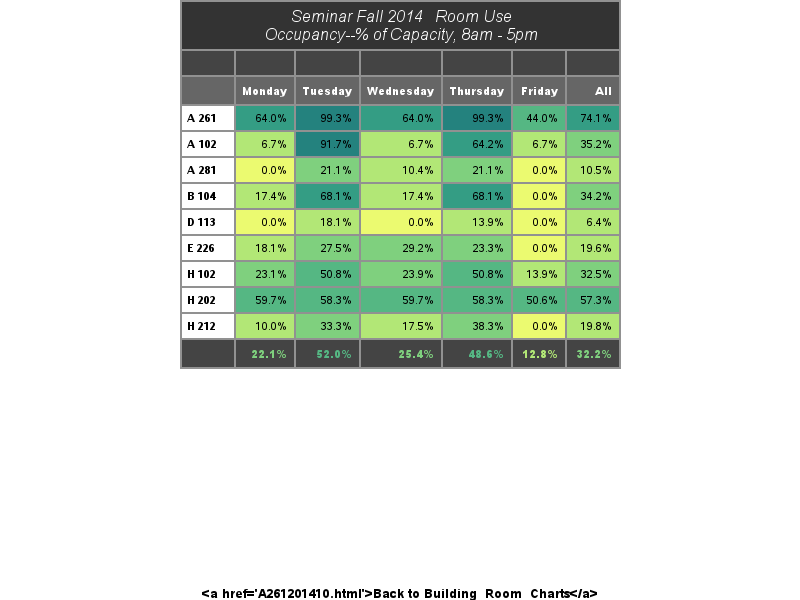 Seminar Fall 2014   Room Use
Occupancy--% of Capacity, 8am - 5pm
Monday Tuesday Wednesday Thursday Friday All
A 261 64.0% 99.3% 64.0% 99.3% 44.0% 74.1%
A 102 6.7% 91.7% 6.7% 64.2% 6.7% 35.2%
A 281 0.0% 21.1% 10.4% 21.1% 0.0% 10.5%
B 104 17.4% 68.1% 17.4% 68.1% 0.0% 34.2%
D 113 0.0% 18.1% 0.0% 13.9% 0.0% 6.4%
E 226 18.1% 27.5% 29.2% 23.3% 0.0% 19.6%
H 102 23.1% 50.8% 23.9% 50.8% 13.9% 32.5%
H 202 59.7% 58.3% 59.7% 58.3% 50.6% 57.3%
H 212 10.0% 33.3% 17.5% 38.3% 0.0% 19.8%
22.1% 52.0% 25.4% 48.6% 12.8% 32.2%
<a href='A261201410.html'>Back to Building_Room_Charts</a>